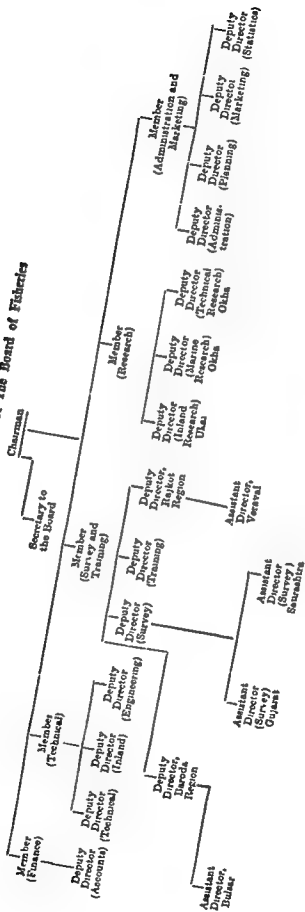 The Board of Fisheries
Chairman
Secretary to
the Board
Member
(Finance)
Deputy
Director
(Accounts)
Member
(Technical)
Deputy
Director
(Technical)
Deputy
Director
(Inland)
Deputy
Director
(Engineering)
Member
(Survey and
Training)
Deputy
Director,
Baroda
Region
Assistant
Director,
Bulsar
Deputy
Director
(Survey)
Assistant
Director
(Survey)
Gujarat
Assistant
Director
(Survey)
Saurashtra
Deputy
Director
(Training)
Deputy
Director,
Rajkot
Region
Assistant
Director,
Veraval
Member
(Research)
Deputy
Director
(Inland
Research)
Ukai
Deputy
Director
(Marine
Research)
Okha
Deputy
Director
(Technical
Research)
Okha
Member
(Administration and
Marketing)
Deputy
Director
(Adminis-
tration)
Deputy
Director
(Planning)
Deputy
Director
(Marketing)
Deputy
Director
(Statistics)